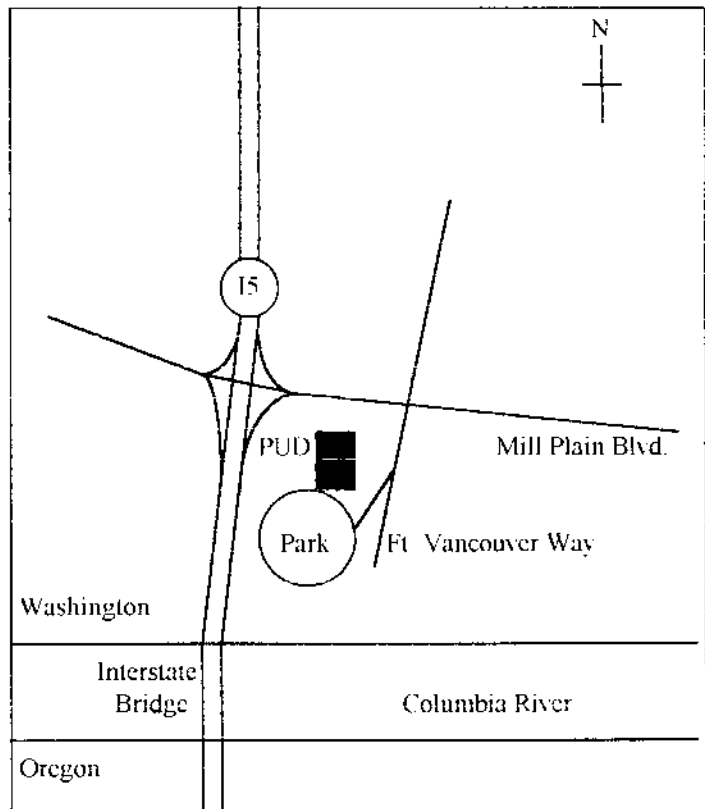 N
I5
PUD
Mill Plain Blvd.
Park
Ft Vancouver Way
Washington
Interstate
Bridge
Columbia River
Oregon